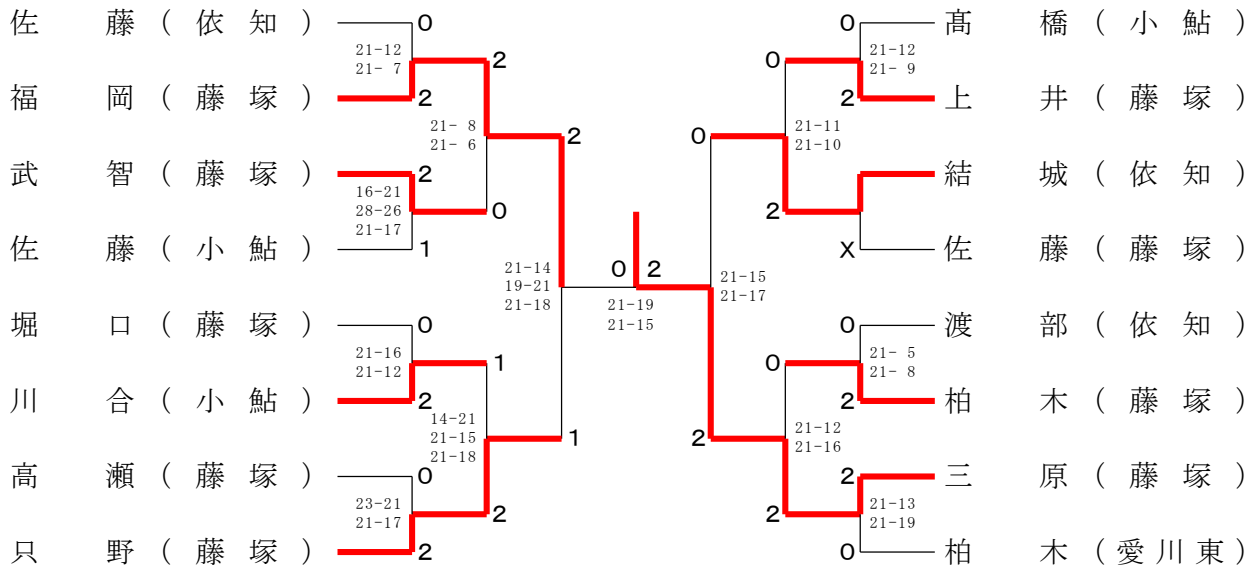 佐藤(依知) 0 0 髙橋(小鮎)
21-12 21-12
21- 7 2 0 21- 9
福岡(藤塚) 2 2 上井(藤塚)
21- 8 2 0 21-11
21- 6 21-10
武智(藤塚) 2 結城(依知)
16-21
28-26 0 2
21-17
佐藤(小鮎) 1 X 佐藤(藤塚)
21-14 0 2 21-15
19-21 21-17
21-18 21-19
21-15
堀口(藤塚) 0 0 渡部(依知)
21-16 21- 5
21-12 1 0 21- 8
川合(小鮎) 2 2 柏木(藤塚)
14-21 21-12
21-15 1 2 21-16
21-18
高瀬(藤塚) 0 2 三原(藤塚)
23-21 21-13
21-17 2 2 21-19
只野(藤塚) 2 0 柏木(愛川東)